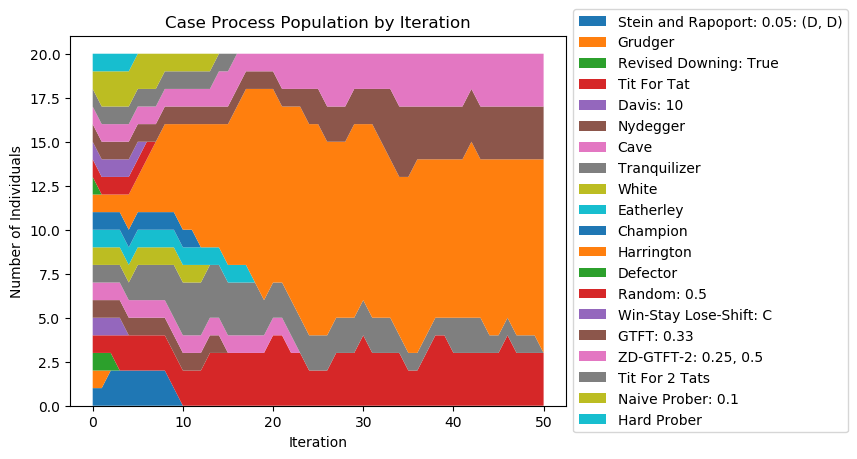 Case Process Population by Iteration
20.0
17.5
15.0
12.5
10.0
7.5
5.0
2.5
0.0
Number of Individuals
0 10 20 30 40 50
Iteration
Stein and Rapoport: 0.05: (D, D)
Grudger
Revised Downing: True
Tit For Tat
Davis: 10
Nydegger
Cave
Tranquilizer
White
Eatherley
Champion
Harrington
Defector
Random: 0.5
Win-Stay Lose-Shift: C
GTFT: 0.33
ZD-GTFT-2: 0.25, 0.5
Tit For 2 Tats
Naive Prober: 0.1
Hard Prober